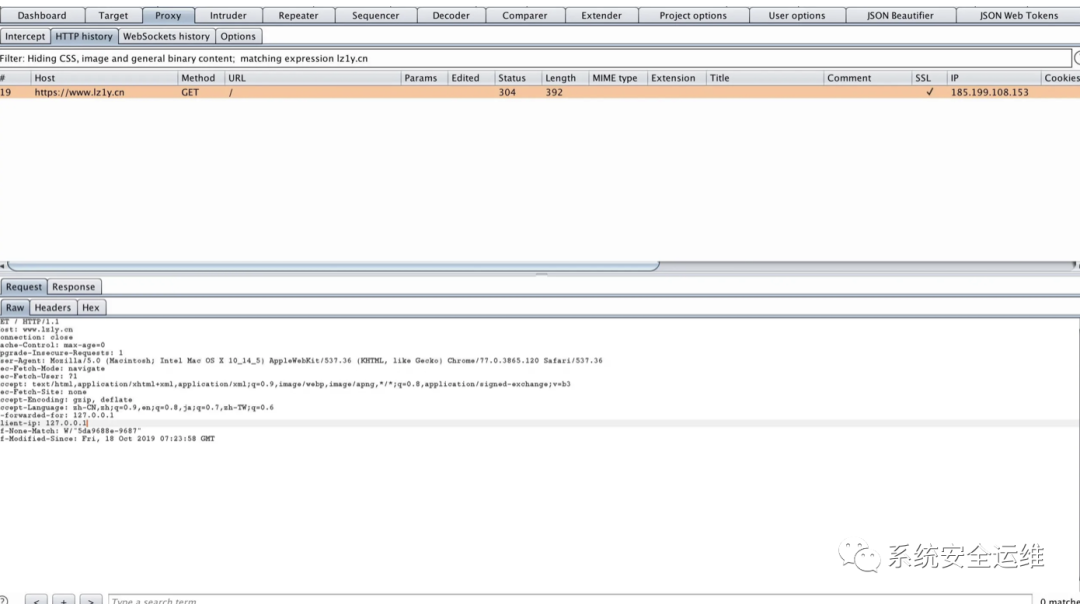 Dashboard Target Proxy Intruder Repeater Sequencer Decoder Comparer Extender Project options User options JSON Beautifier JSON Web Tokens
Intercept HTTP history WebSockets history Options
Filter: Hiding CSS, image and general binary content; matching expression lz1y.cn
# Host Method URL Params Edited Status Length MIME type Extension Title Comment SSL IP Cookies
19 https://www.lz1y.cn GET / 304 392 ✓ 185.199.108.153
Request Response
Raw Headers Hex
ET / HTTP/1.1
ost: www.lz1y.cn
onnection: close
ache-Control: max-age=0
pgrade-Insecure-Requests: 1
ser-Agent: Mozilla/5.0 (Macintosh; Intel Mac OS X 10_14_5) AppleWebKit/537.36 (KHTML, like Gecko) Chrome/77.0.3865.120 Safari/537.36
ec-Fetch-Mode: navigate
ec-Fetch-User: ?1
ccept: text/html,application/xhtml+xml,application/xml;q=0.9,image/webp,image/apng,*/*;q=0.8,application/signed-exchange;v=b3
ec-Fetch-Site: none
ccept-Encoding: gzip, deflate
ccept-Language: zh-CN,zh;q=0.9,en;q=0.8,ja;q=0.7,zh-TW;q=0.6
-forwarded-for: 127.0.0.1
lient-ip: 127.0.0.1
f-None-Match: W/"5da9688e-9687"
f-Modified-Since: Fri, 18 Oct 2019 07:23:58 GMT
系统安全运维
? < + > Type a search term 0 matche